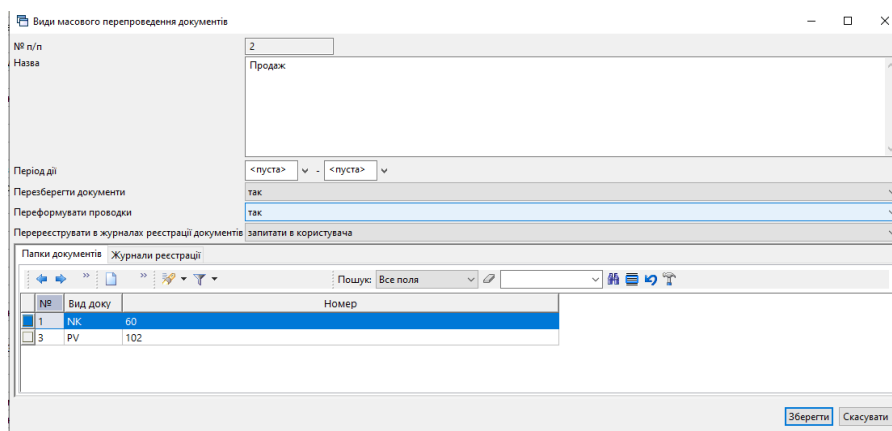 Види масового перепроведення документів
№ п/п 2
Назва Продаж
Період дії <пуста> - <пуста>
Перезберегти документи так
Переформувати проводки так
Перереєструвати в журналах реєстрації документів запитати в користувача
Папки документів Журнали реєстрації
Пошук: Все поля
№ Вид доку Номер
1 NK 60
3 PV 102
Зберегти Скасувати